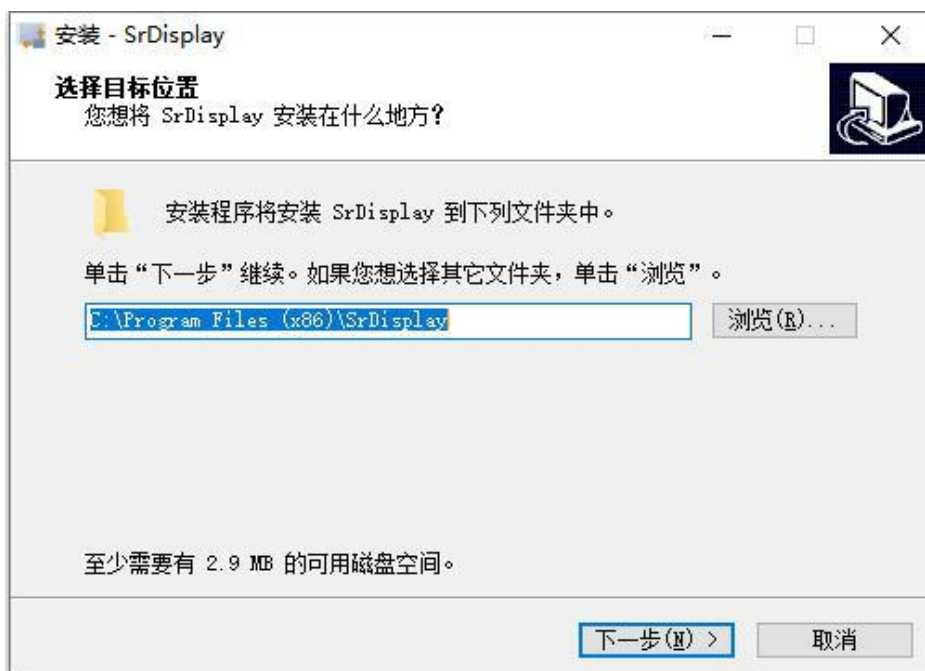 安装 - SrDisplay
选择目标位置
您想将 SrDisplay 安装在什么地方?
安装程序将安装 SrDisplay 到下列文件夹中。
单击“下一步”继续。如果您想选择其它文件夹，单击“浏览”。
C:\Program Files (x86)\SrDisplay
浏览(R)...
至少需要有 2.9 MB 的可用磁盘空间。
下一步(N) >
取消